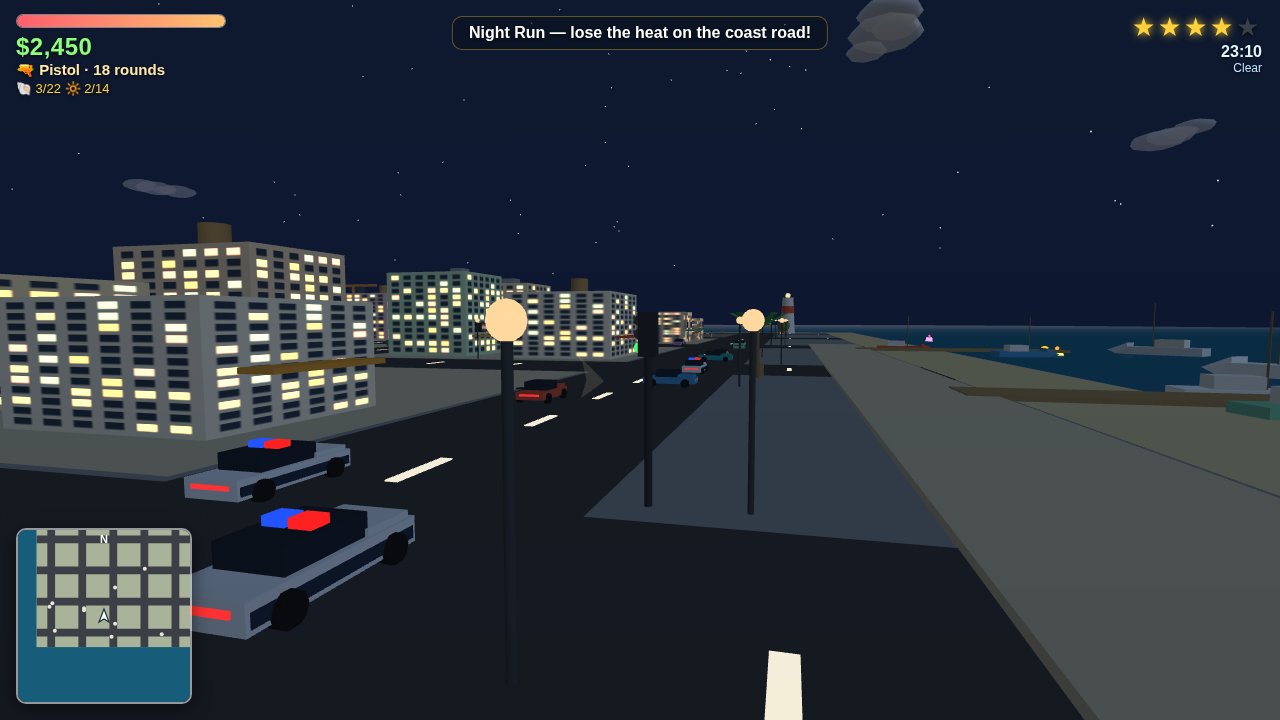 $2,450
Pistol · 18 rounds
3/22 2/14
Night Run — lose the heat on the coast road!
23:10
Clear
N